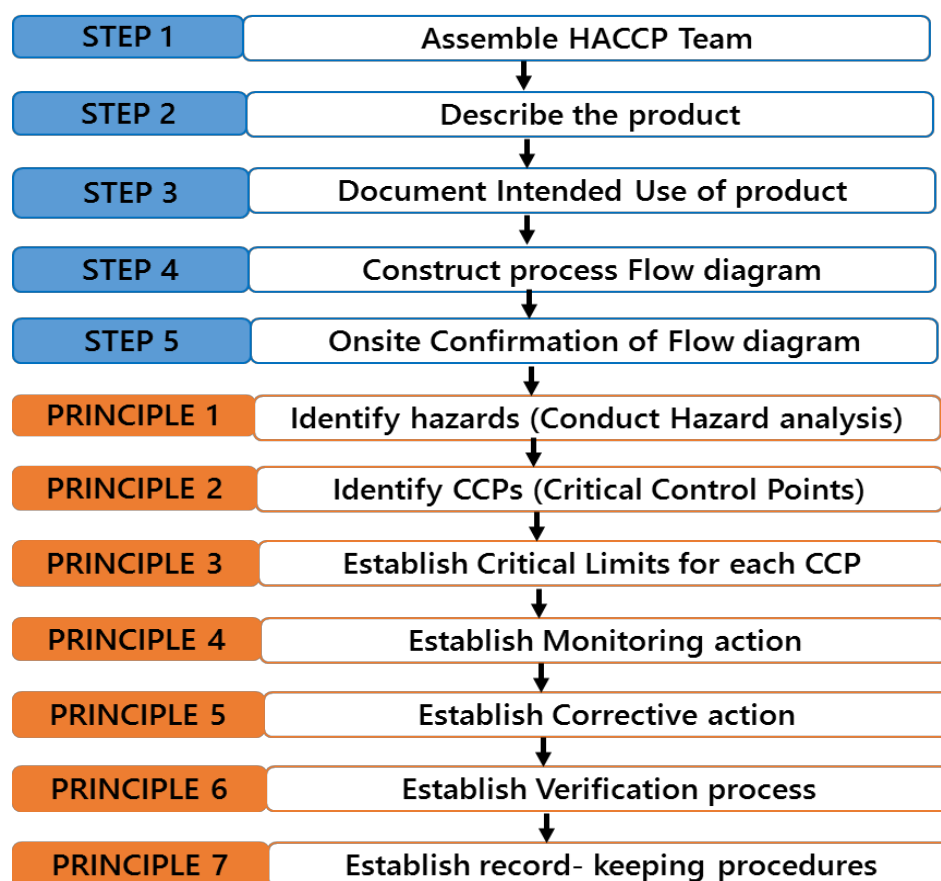 STEP 1 Assemble HACCP Team
STEP 2 Describe the product
STEP 3 Document Intended Use of product
STEP 4 Construct process Flow diagram
STEP 5 Onsite Confirmation of Flow diagram
PRINCIPLE 1 Identify hazards (Conduct Hazard analysis)
PRINCIPLE 2 Identify CCPs (Critical Control Points)
PRINCIPLE 3 Establish Critical Limits for each CCP
PRINCIPLE 4 Establish Monitoring action
PRINCIPLE 5 Establish Corrective action
PRINCIPLE 6 Establish Verification process
PRINCIPLE 7 Establish record- keeping procedures